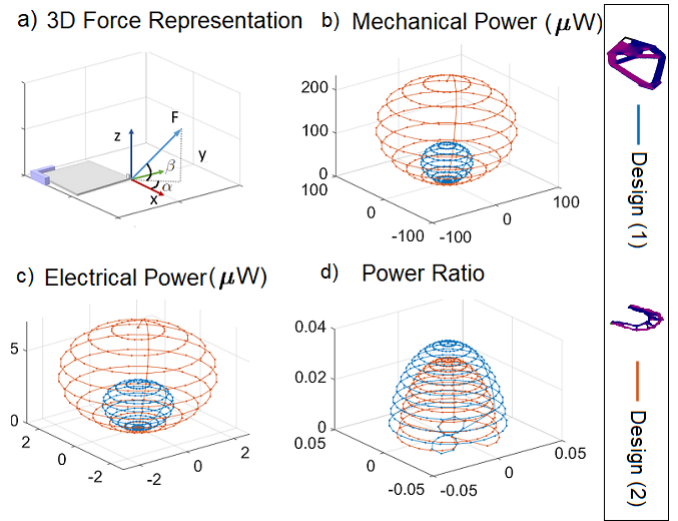 a) 3D Force Representation
z
F
β
y
α
x
b) Mechanical Power (μW)
200
100
0
100
0
-100
-100
0
100
c) Electrical Power(μW)
5
0
2
0
-2
-2
0
2
d) Power Ratio
0.04
0.02
0
0.05
0
-0.05
-0.05
0
0.05
Design (1)
Design (2)